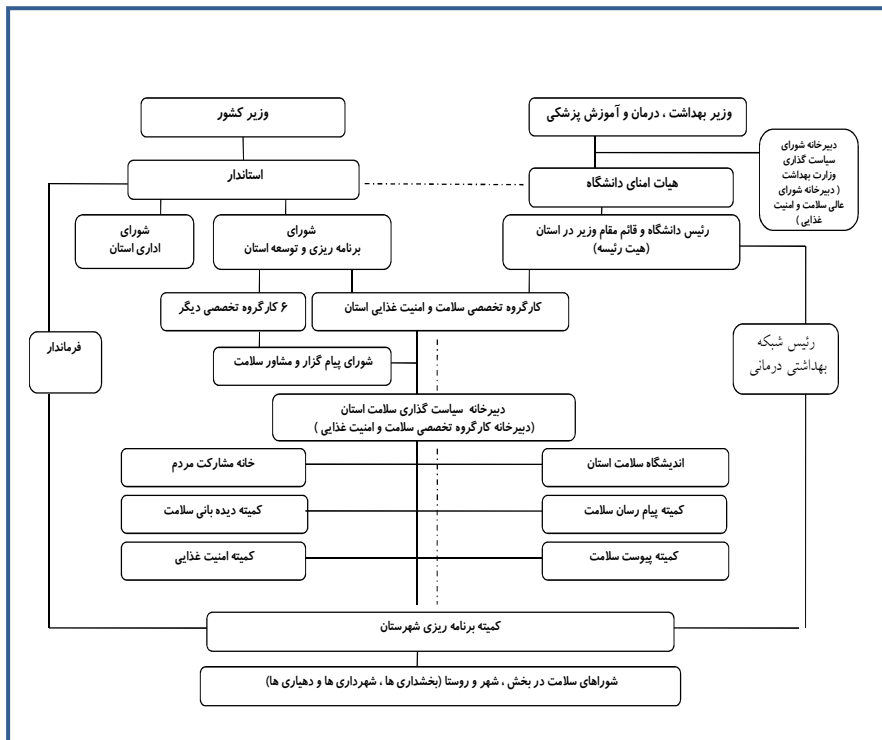 وزیر بهداشت ، درمان و آموزش پزشکی
وزیر کشور
دبیرخانه شورای
سیاست گذاری
وزارت بهداشت
( دبیرخانه شورای
عالی سلامت و امنیت
غذایی )
هیات امنای دانشگاه
استاندار
رئیس دانشگاه و قائم مقام وزیر در استان
(هیت رئیسه)
شورای
برنامه ریزی و توسعه استان
شورای
اداری استان
کارگروه تخصصی سلامت و امنیت غذایی استان
۶ کارگروه تخصصی دیگر
رئیس شبکه
بهداشتی درمانی
فرماندار
شورای پیام گزار و مشاور سلامت
دبیرخانه سیاست گذاری سلامت استان
(دبیرخانه کارگروه تخصصی سلامت و امنیت غذایی )
اندیشگاه سلامت استان
خانه مشارکت مردم
کمیته پیام رسان سلامت
کمیته دیده بانی سلامت
کمیته پیوست سلامت
کمیته امنیت غذایی
کمیته برنامه ریزی شهرستان
شوراهای سلامت در بخش ، شهر و روستا (بخشداری ها ، شهرداری ها و دهیاری ها)